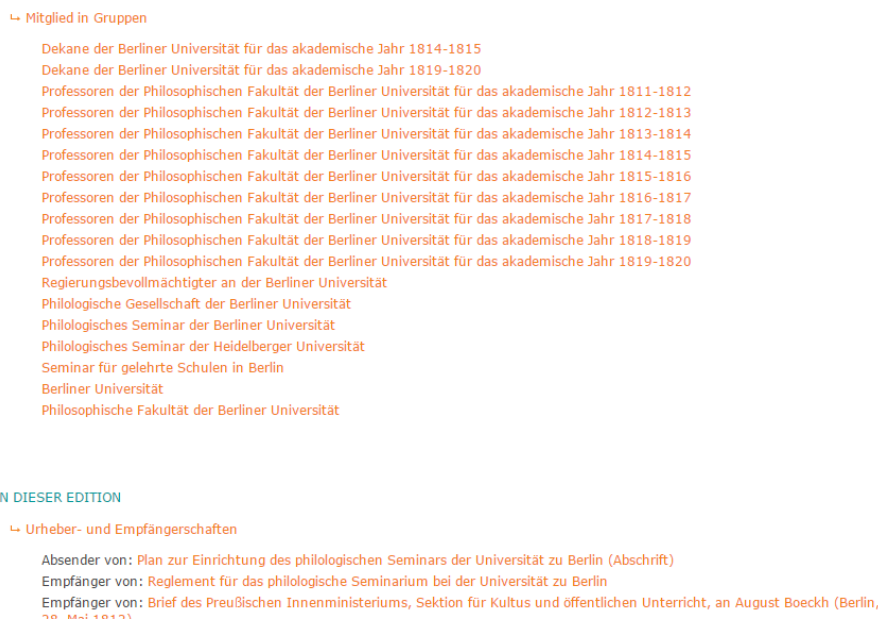 ↳ Mitglied in Gruppen
Dekane der Berliner Universität für das akademische Jahr 1814-1815
Dekane der Berliner Universität für das akademische Jahr 1819-1820
Professoren der Philosophischen Fakultät der Berliner Universität für das akademische Jahr 1811-1812
Professoren der Philosophischen Fakultät der Berliner Universität für das akademische Jahr 1812-1813
Professoren der Philosophischen Fakultät der Berliner Universität für das akademische Jahr 1813-1814
Professoren der Philosophischen Fakultät der Berliner Universität für das akademische Jahr 1814-1815
Professoren der Philosophischen Fakultät der Berliner Universität für das akademische Jahr 1815-1816
Professoren der Philosophischen Fakultät der Berliner Universität für das akademische Jahr 1816-1817
Professoren der Philosophischen Fakultät der Berliner Universität für das akademische Jahr 1817-1818
Professoren der Philosophischen Fakultät der Berliner Universität für das akademische Jahr 1818-1819
Professoren der Philosophischen Fakultät der Berliner Universität für das akademische Jahr 1819-1820
Regierungsbevollmächtigter an der Berliner Universität
Philologische Gesellschaft der Berliner Universität
Philologisches Seminar der Berliner Universität
Philologisches Seminar der Heidelberger Universität
Seminar für gelehrte Schulen in Berlin
Berliner Universität
Philosophische Fakultät der Berliner Universität
N DIESER EDITION
↳ Urheber- und Empfängerschaften
Absender von: Plan zur Einrichtung des philologischen Seminars der Universität zu Berlin (Abschrift)
Empfänger von: Reglement für das philologische Seminarium bei der Universität zu Berlin
Empfänger von: Brief des Preußischen Innenministeriums, Sektion für Kultus und öffentlichen Unterricht, an August Boeckh (Berlin,
28. Mai 1812)